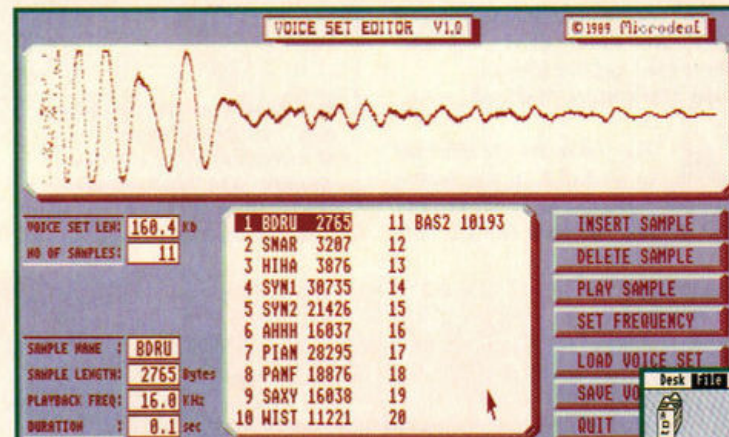 VOICE SET EDITOR V1.0
©1989 Microdeal
VOICE SET LEN: 160.4 Kb
NO OF SAMPLES: 11
SAMPLE NAME : BDRU
SAMPLE LENGTH: 2765 Bytes
PLAYBACK FREQ: 16.0 KHz
DURATION : 0.1 sec
1 BDRU 2765
2 SNAR 3207
3 HIHA 3876
4 SYN1 30735
5 SYN2 21426
6 AHHH 16037
7 PIAN 28295
8 PANF 18876
9 SAXY 16038
10 WIST 11221
11 BAS2 10193
12
13
14
15
16
17
18
19
20
INSERT SAMPLE
DELETE SAMPLE
PLAY SAMPLE
SET FREQUENCY
LOAD VOICE SET
SAVE VO
QUIT
Desk File